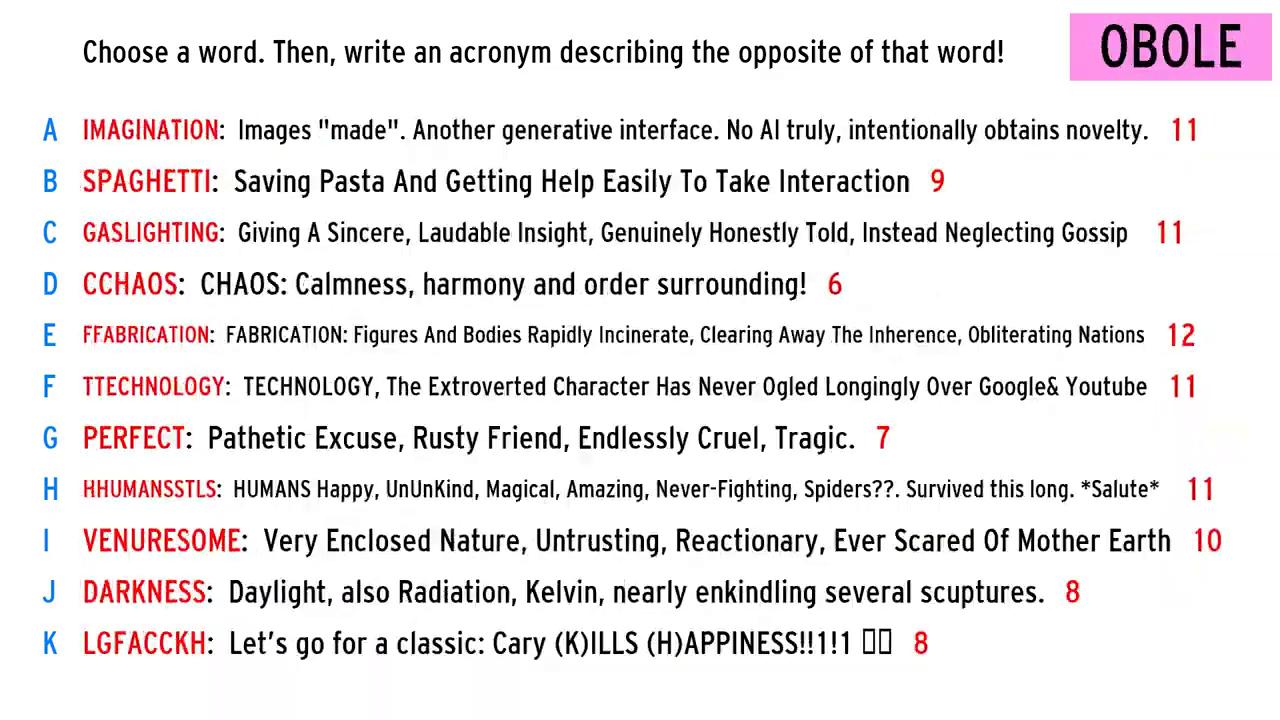 Choose a word. Then, write an acronym describing the opposite of that word!
OBOLE
A IMAGINATION: Images "made". Another generative interface. No AI truly, intentionally obtains novelty. 11
B SPAGHETTI: Saving Pasta And Getting Help Easily To Take Interaction 9
C GASLIGHTING: Giving A Sincere, Laudable Insight, Genuinely Honestly Told, Instead Neglecting Gossip 11
D CCHAOS: CHAOS: Calmness, harmony and order surrounding! 6
E FFABRICATION: FABRICATION: Figures And Bodies Rapidly Incinerate, Clearing Away The Inherence, Obliterating Nations 12
F TTECHNOLOGY: TECHNOLOGY, The Extroverted Character Has Never Ogled Longingly Over Google& Youtube 11
G PERFECT: Pathetic Excuse, Rusty Friend, Endlessly Cruel, Tragic. 7
H HHUMANSSTLS: HUMANS Happy, UnUnKind, Magical, Amazing, Never-Fighting, Spiders??. Survived this long. *Salute* 11
I VENURESOME: Very Enclosed Nature, Untrusting, Reactionary, Ever Scared Of Mother Earth 10
J DARKNESS: Daylight, also Radiation, Kelvin, nearly enkindling several scuptures. 8
K LGFACCKH: Let's go for a classic: Cary (K)ILLS (H)APPINESS!!1!1 8